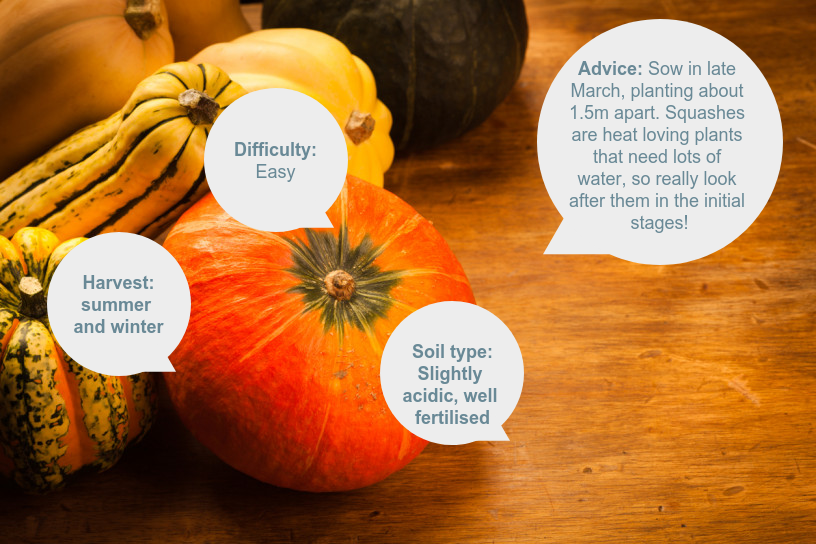 Difficulty:
Easy
Advice: Sow in late
March, planting about
1.5m apart. Squashes
are heat loving plants
that need lots of
water, so really look
after them in the initial
stages!
Harvest:
summer
and winter
Soil type:
Slightly
acidic, well
fertilised